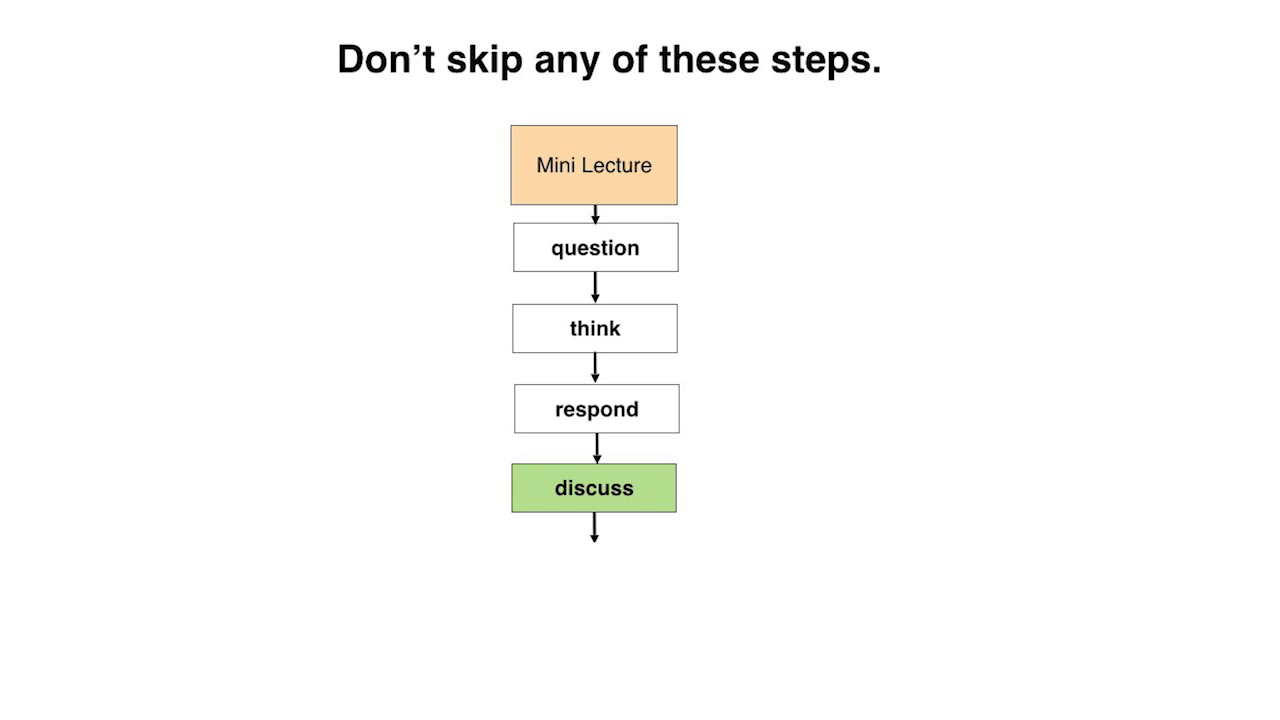 Don’t skip any of these steps.
Mini Lecture
question
think
respond
discuss